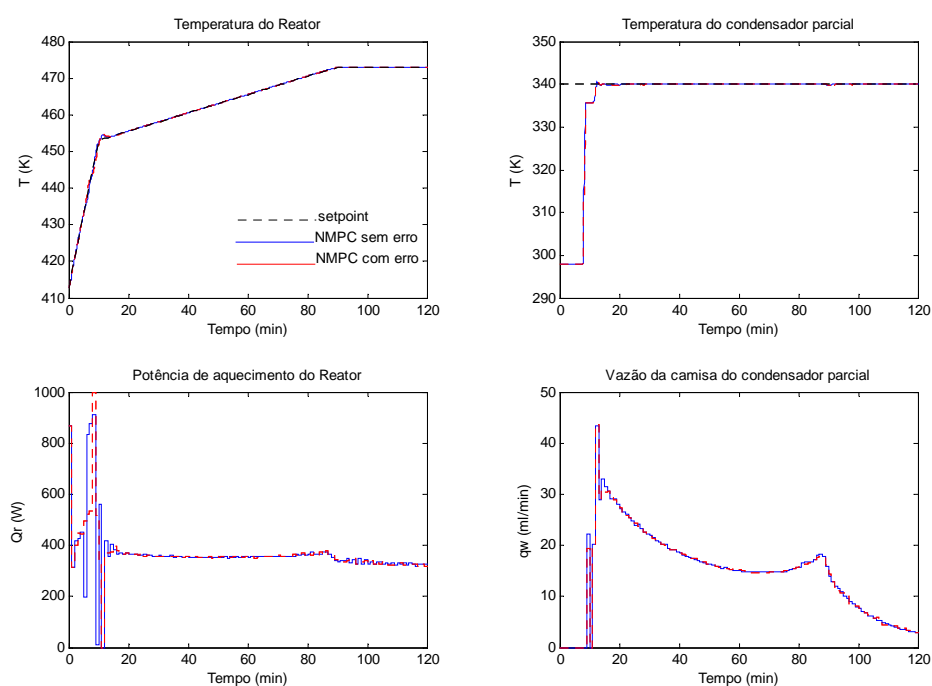 Temperatura do Reator
480
470
460
450
440
430
420
410
T (K)
setpoint
NMPC sem erro
NMPC com erro
0 20 40 60 80 100 120
Tempo (min)
Temperatura do condensador parcial
350
340
330
320
310
300
290
T (K)
0 20 40 60 80 100 120
Tempo (min)
Potência de aquecimento do Reator
1000
800
600
400
200
0
Qr (W)
0 20 40 60 80 100 120
Tempo (min)
Vazão da camisa do condensador parcial
50
40
30
20
10
0
qw (ml/min)
0 20 40 60 80 100 120
Tempo (min)